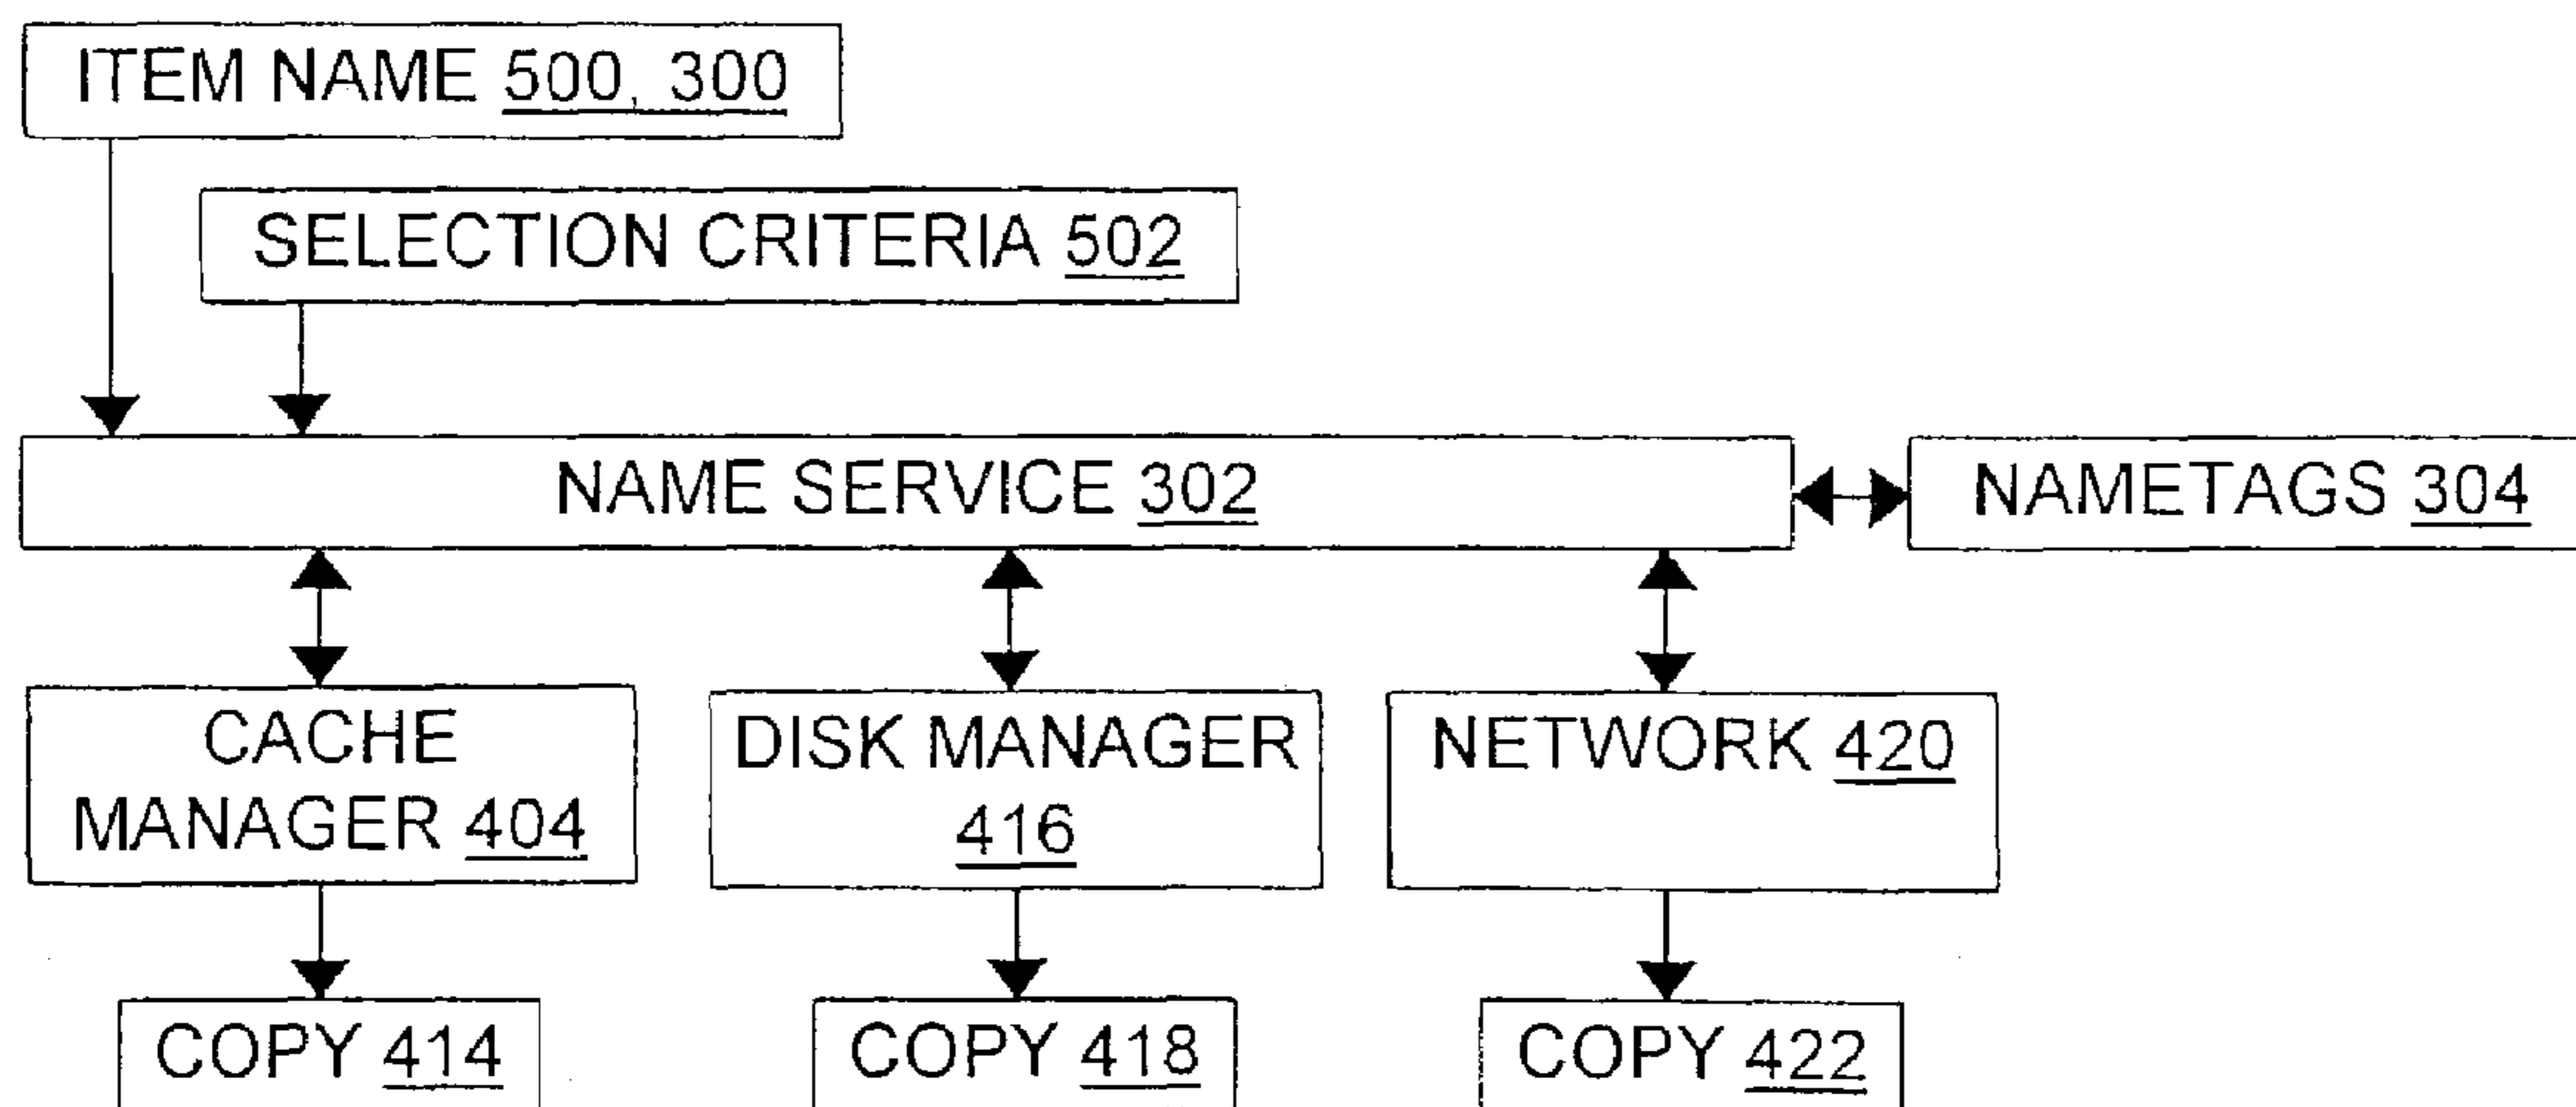 ITEM NAME 500, 300
SELECTION CRITERIA 502
NAME SERVICE 302
NAMETAGS 304
CACHE
MANAGER 404
DISK MANAGER
416
NETWORK 420
COPY 414
COPY 418
COPY 422